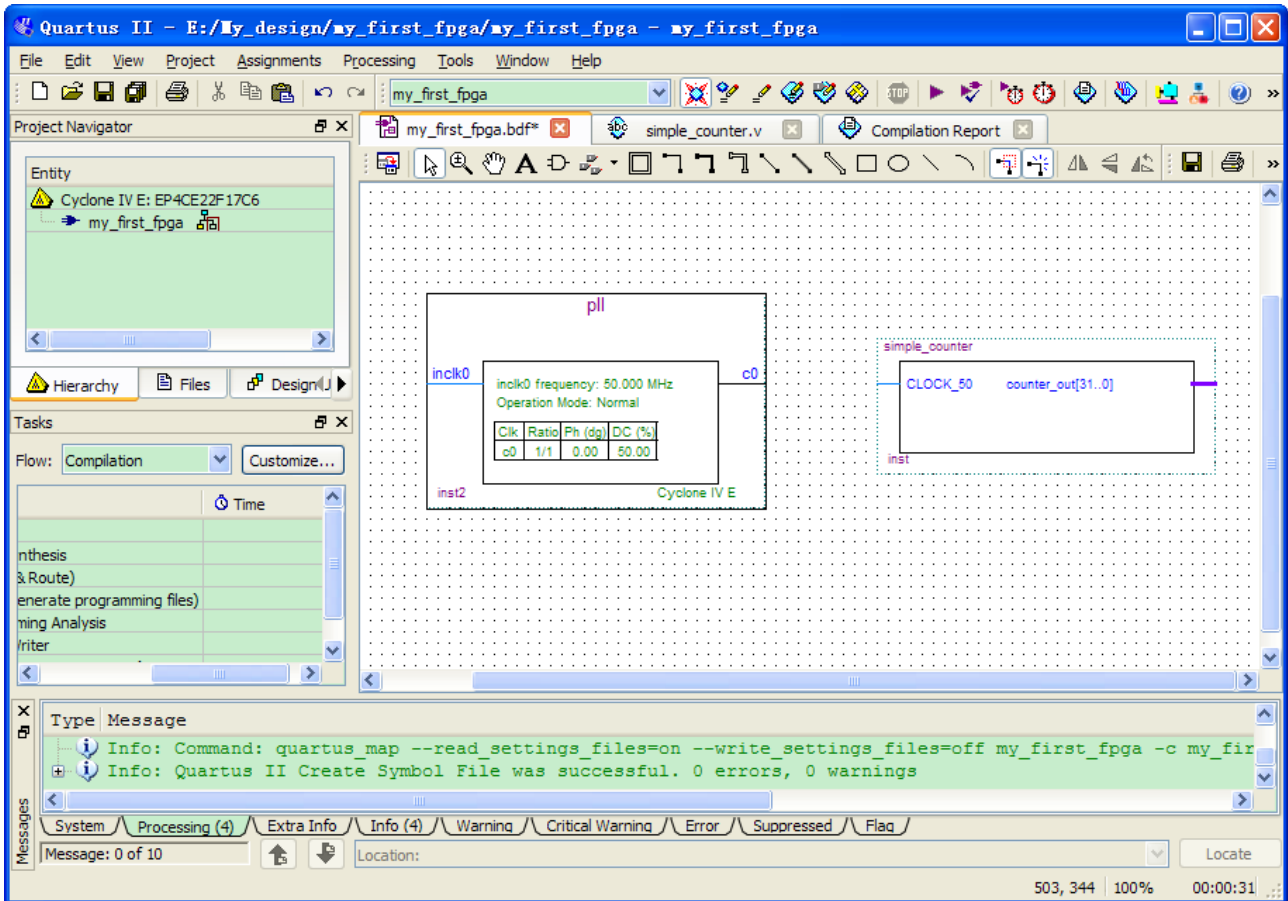 Quartus II - E:/My_design/my_first_fpga/my_first_fpga - my_first_fpga
File Edit View Project Assignments Processing Tools Window Help
my_first_fpga
STOP
»
Project Navigator
my_first_fpga.bdf*
abc simple_counter.v
Compilation Report
A
»
Entity
Cyclone IV E: EP4CE22F17C6
my_first_fpga
Hierarchy Files Design
Tasks
Flow: Compilation Customize...
Time
nthesis
& Route)
enerate programming files)
ming Analysis
Writer
pll
inclk0
c0
inclk0 frequency: 50.000 MHz
Operation Mode: Normal
Clk Ratio Ph (dg) DC (%)
c0 1/1 0.00 50.00
inst2
Cyclone IV E
simple_counter
CLOCK_50 counter_out[31..0]
inst
Type Message
Info: Command: quartus_map --read_settings_files=on --write_settings_files=off my_first_fpga -c my_fir
Info: Quartus II Create Symbol File was successful. 0 errors, 0 warnings
Messages
System Processing (4) Extra Info Info (4) Warning Critical Warning Error Suppressed Flag
Message: 0 of 10
Location:
Locate
503, 344 100% 00:00:31